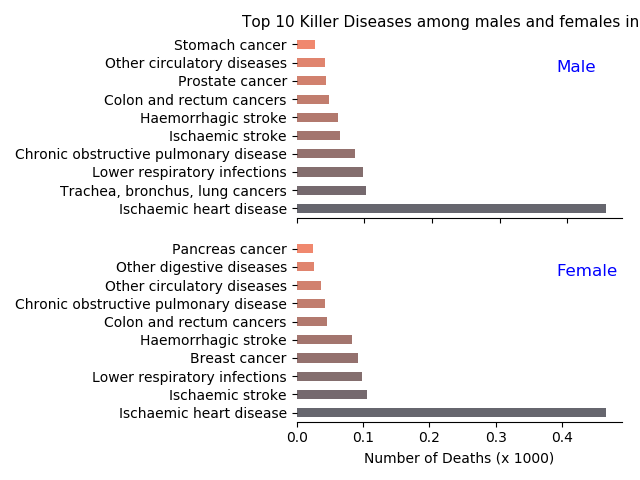 Top 10 Killer Diseases among males and females in
Stomach cancer
Other circulatory diseases
Prostate cancer
Colon and rectum cancers
Haemorrhagic stroke
Ischaemic stroke
Chronic obstructive pulmonary disease
Lower respiratory infections
Trachea, bronchus, lung cancers
Ischaemic heart disease
Male
Pancreas cancer
Other digestive diseases
Other circulatory diseases
Chronic obstructive pulmonary disease
Colon and rectum cancers
Haemorrhagic stroke
Breast cancer
Lower respiratory infections
Ischaemic stroke
Ischaemic heart disease
Female
0.0 0.1 0.2 0.3 0.4
Number of Deaths (x 1000)